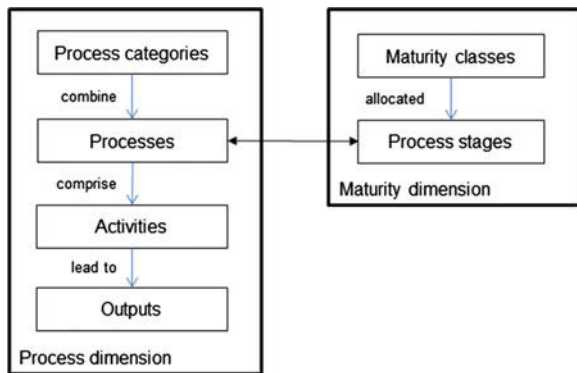 Process categories
combine
Processes
comprise
Activities
lead to
Outputs
Process dimension
Maturity classes
allocated
Process stages
Maturity dimension